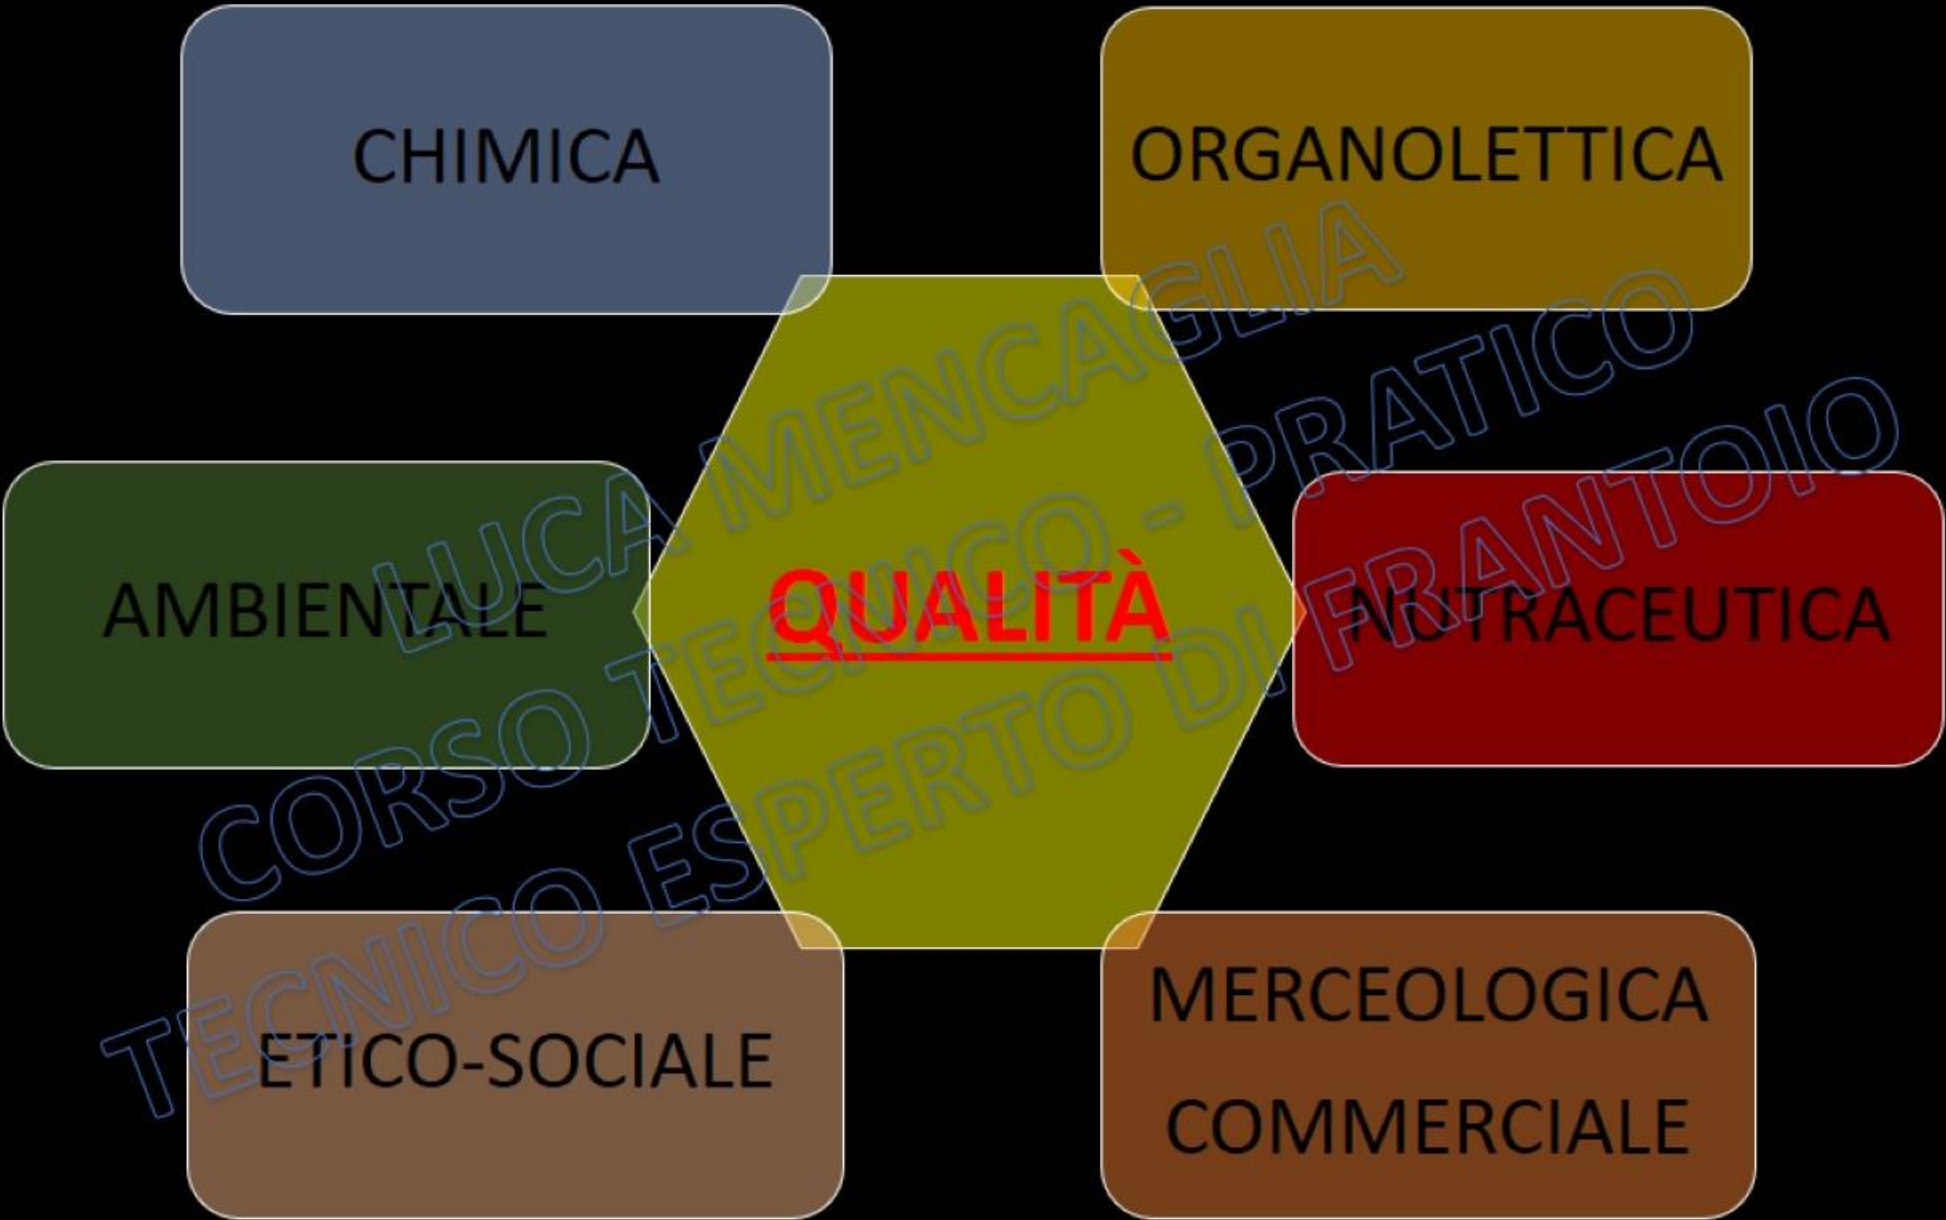 CHIMICA
ORGANOLETTICA
AMBIENTALE
QUALITÀ
NUTRACEUTICA
ETICO-SOCIALE
MERCEOLOGICA
COMMERCIALE
LUCA MENCAGLIA
CORSO TECNICO - PRATICO
TECNICO ESPERTO DI FRANTOIO